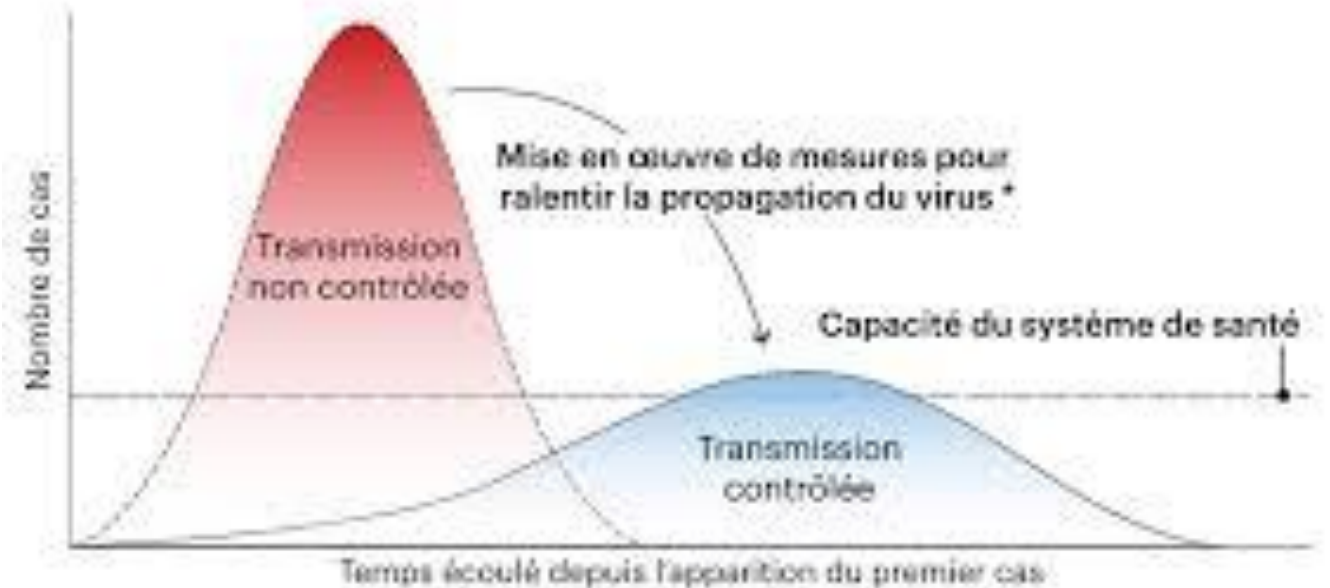 Nombre de cas
Transmission
non contrôlée
Mise en œuvre de mesures pour
ralentir la propagation du virus *
Capacité du système de santé
Transmission
contrôlée
Temps écoulé depuis l'apparition du premier cas